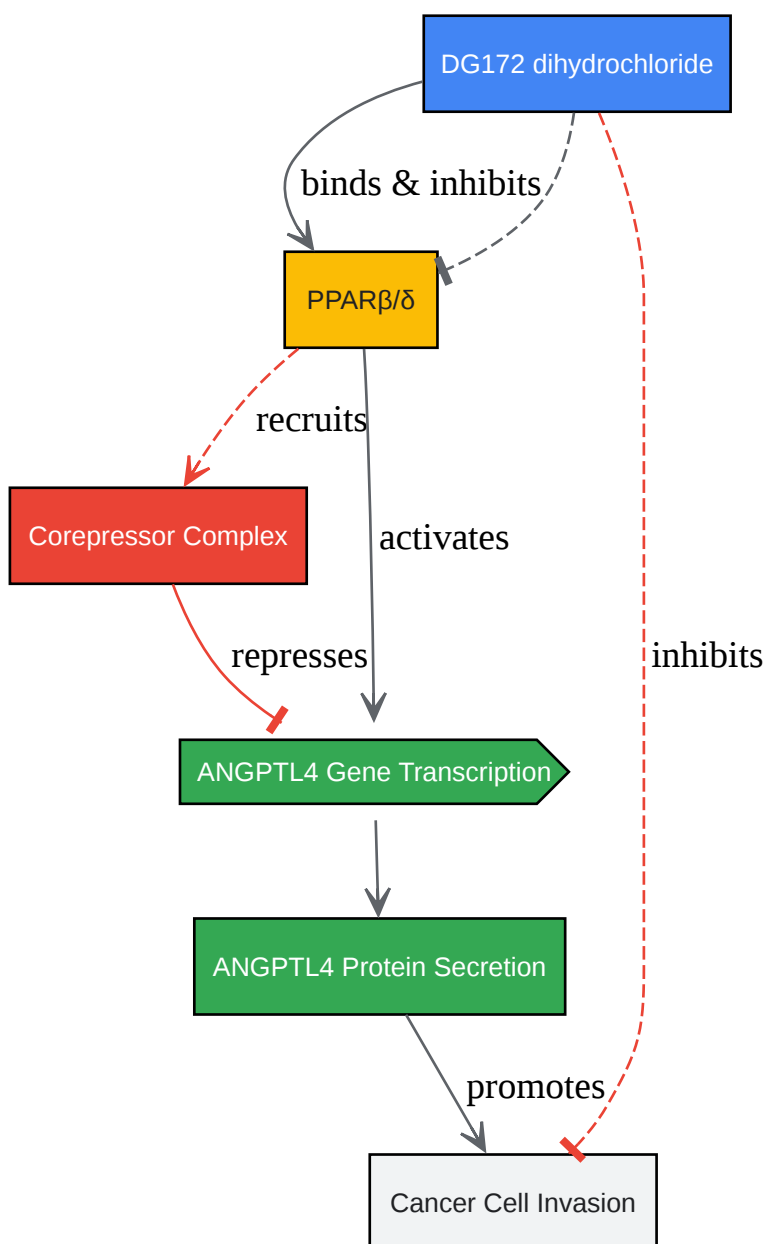 DG172 dihydrochloride
binds & inhibits
PPARβ/δ
recruits
Corepressor Complex
activates
represses
inhibits
ANGPTL4 Gene Transcription
ANGPTL4 Protein Secretion
promotes
Cancer Cell Invasion